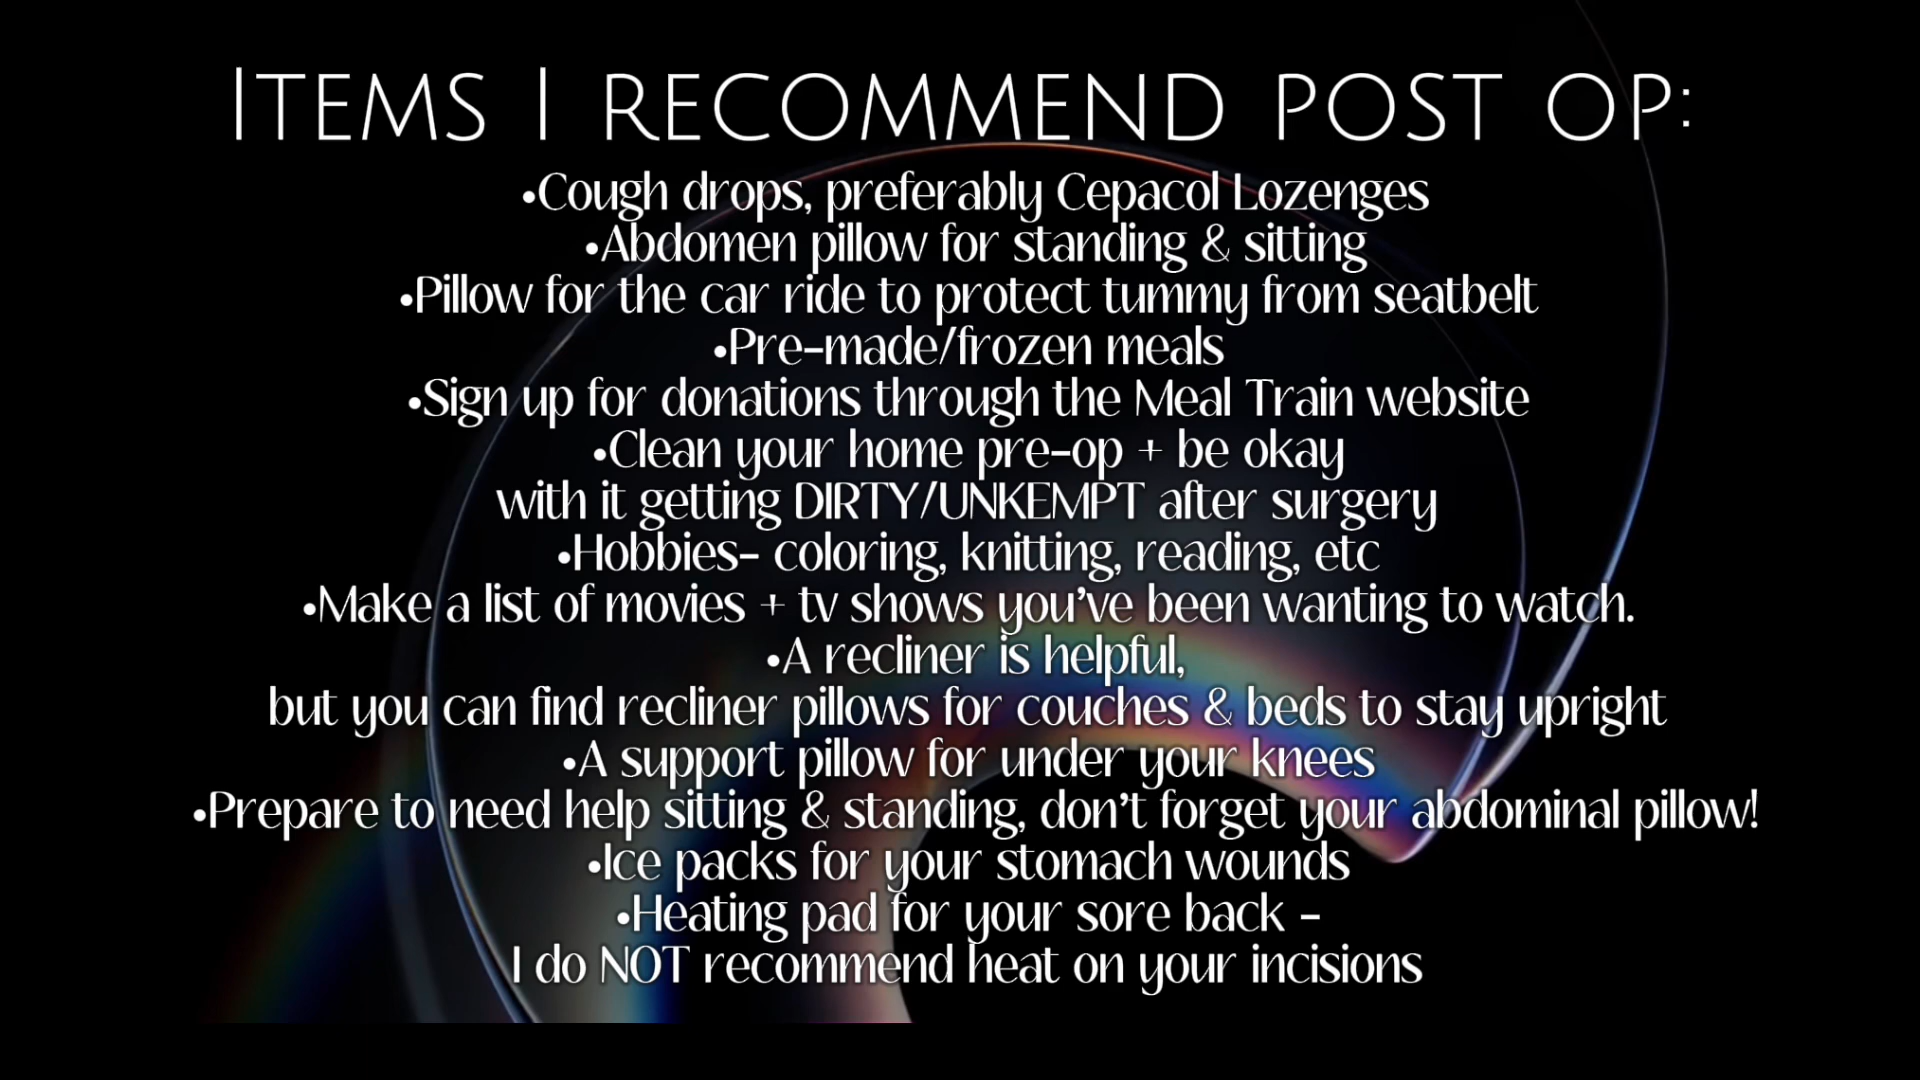 Items I recommend post op:
•Cough drops, preferably Cepacol Lozenges
•Abdomen pillow for standing & sitting
•Pillow for the car ride to protect tummy from seatbelt
•Pre-made/frozen meals
•Sign up for donations through the Meal Train website
•Clean your home pre-op + be okay
with it getting DIRTY/UNKEMPT after surgery
•Hobbies- coloring, knitting, reading, etc
•Make a list of movies + tv shows you've been wanting to watch.
•A recliner is helpful,
but you can find recliner pillows for couches & beds to stay upright
•A support pillow for under your knees
•Prepare to need help sitting & standing, don't forget your abdominal pillow!
•Ice packs for your stomach wounds
•Heating pad for your sore back -
I do NOT recommend heat on your incisions